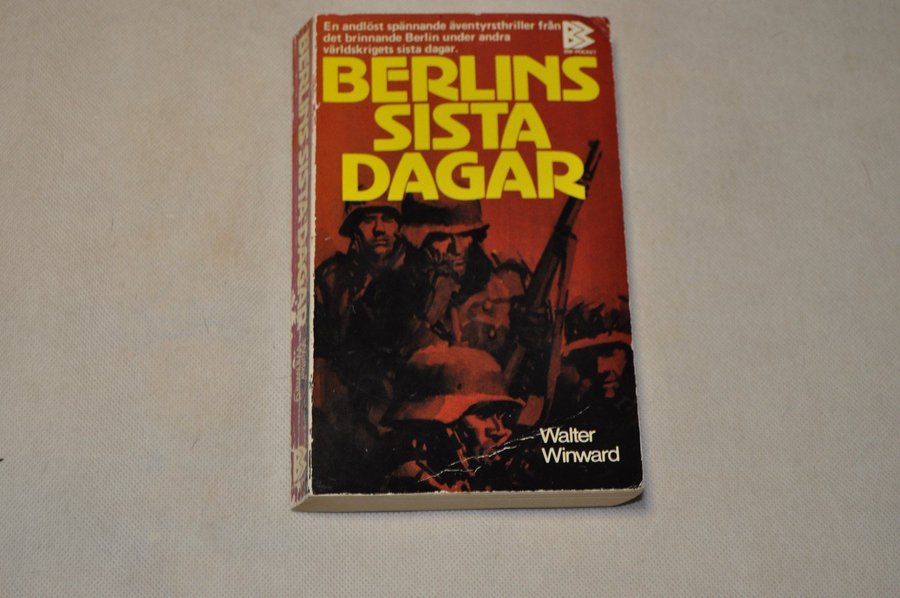 En andlöst spännande äventyrsthriller från
det brinnande Berlin under andra
världskrigets sista dagar.
BERLINS
SISTA
DAGAR
Walter
Winward
BERLINS SISTA DAGAR